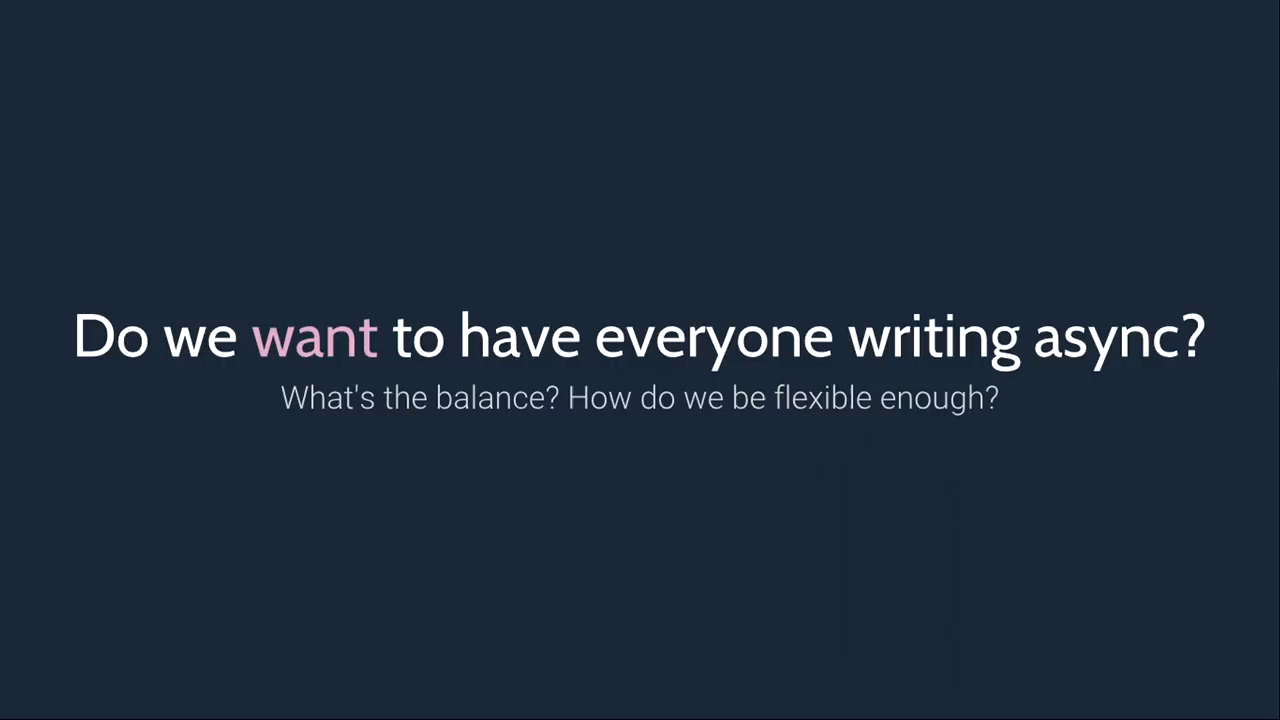 Do we want to have everyone writing async?
What's the balance? How do we be flexible enough?